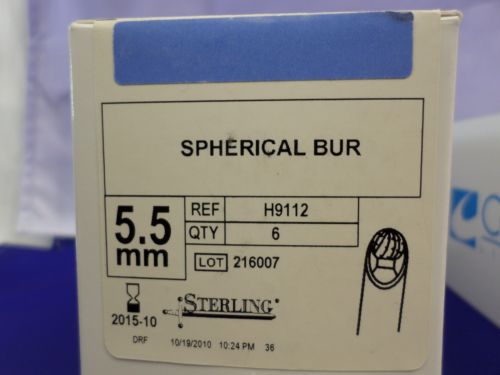 SPHERICAL BUR
5.5 mm
REF H9112
QTY 6
LOT 216007
2015-10
STERLING
DRF 10/19/2010 10:24 PM 36